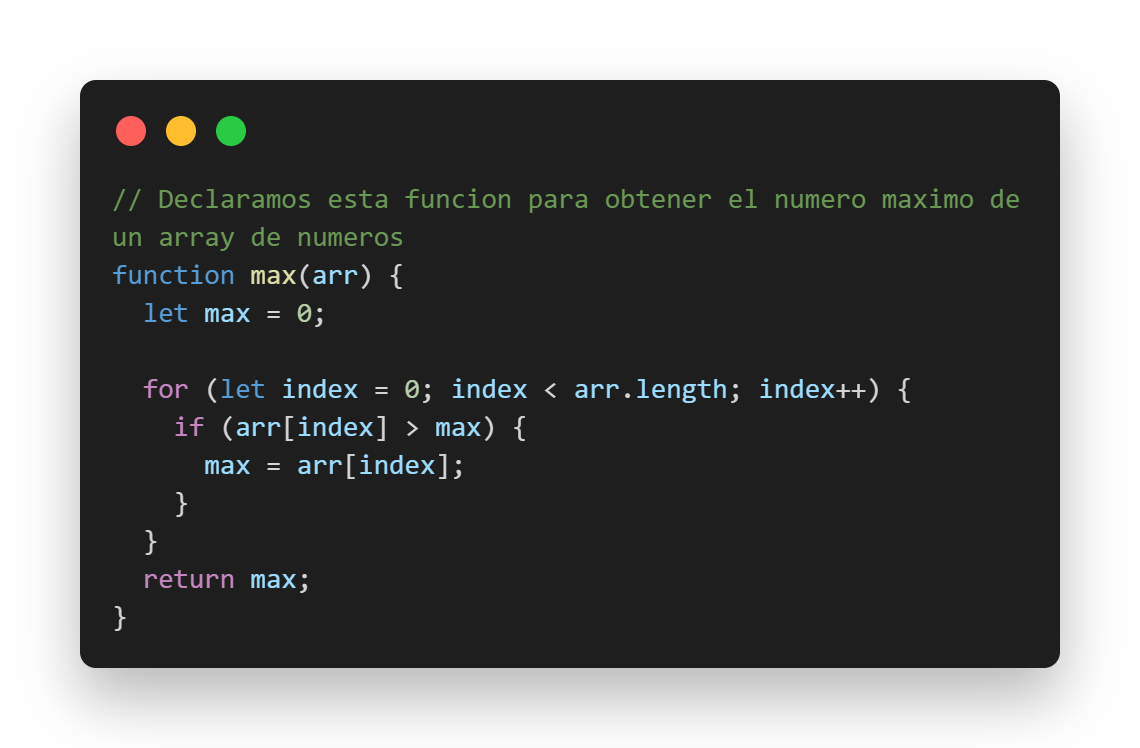 // Declaramos esta funcion para obtener el numero maximo de
un array de numeros
function max(arr) {
  let max = 0;

  for (let index = 0; index < arr.length; index++) {
    if (arr[index] > max) {
      max = arr[index];
    }
  }
  return max;
}